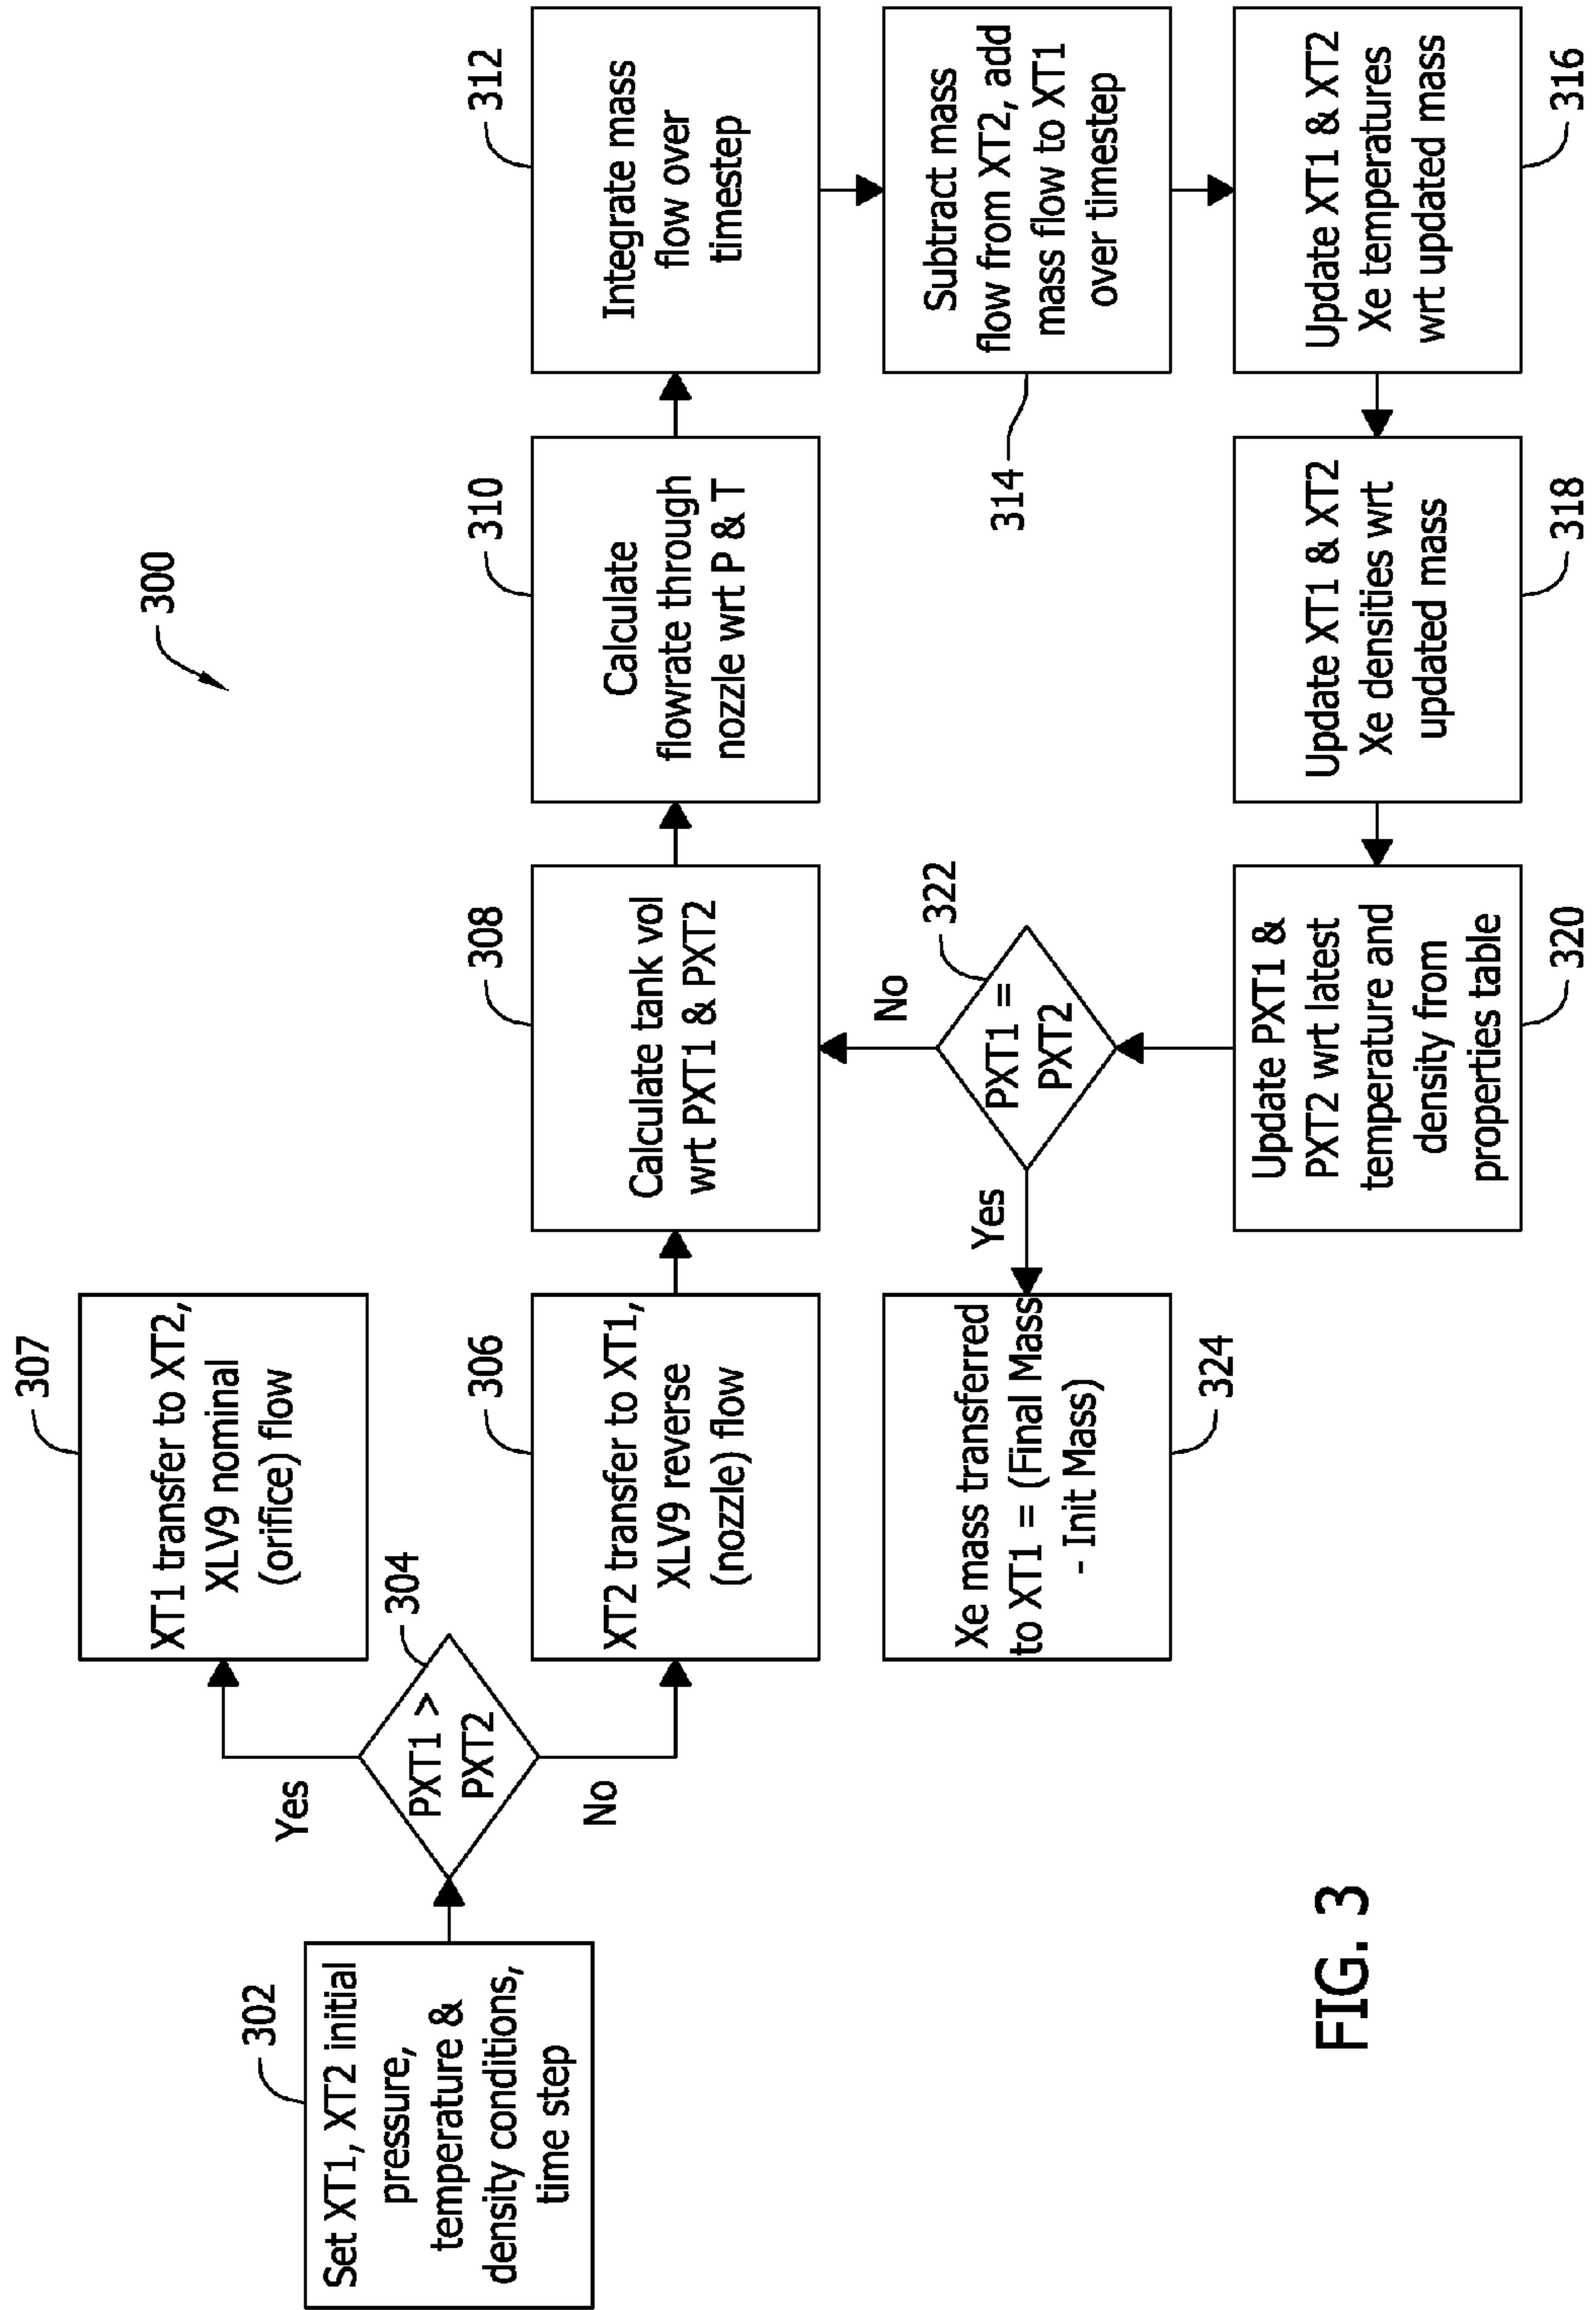 300
302
Set XT1, XT2 initial
pressure,
temperature &
density conditions,
time step
304
PXT1 >
PXT2
Yes
No
307
XT1 transfer to XT2,
XLV9 nominal
(orifice) flow
306
XT2 transfer to XT1,
XLV9 reverse
(nozzle) flow
308
Calculate tank vol
wrt PXT1 & PXT2
310
Calculate
flowrate through
nozzle wrt P & T
312
Integrate mass
flow over
timestep
314
Subtract mass
flow from XT2, add
mass flow to XT1
over timestep
316
Update XT1 & XT2
Xe temperatures
wrt updated mass
318
Update XT1 & XT2
Xe densities wrt
updated mass
320
Update PXT1 &
PXT2 wrt latest
temperature and
density from
properties table
322
PXT1 =
PXT2
No
Yes
324
Xe mass transferred
to XT1 = (Final Mass
- Init Mass)
FIG. 3